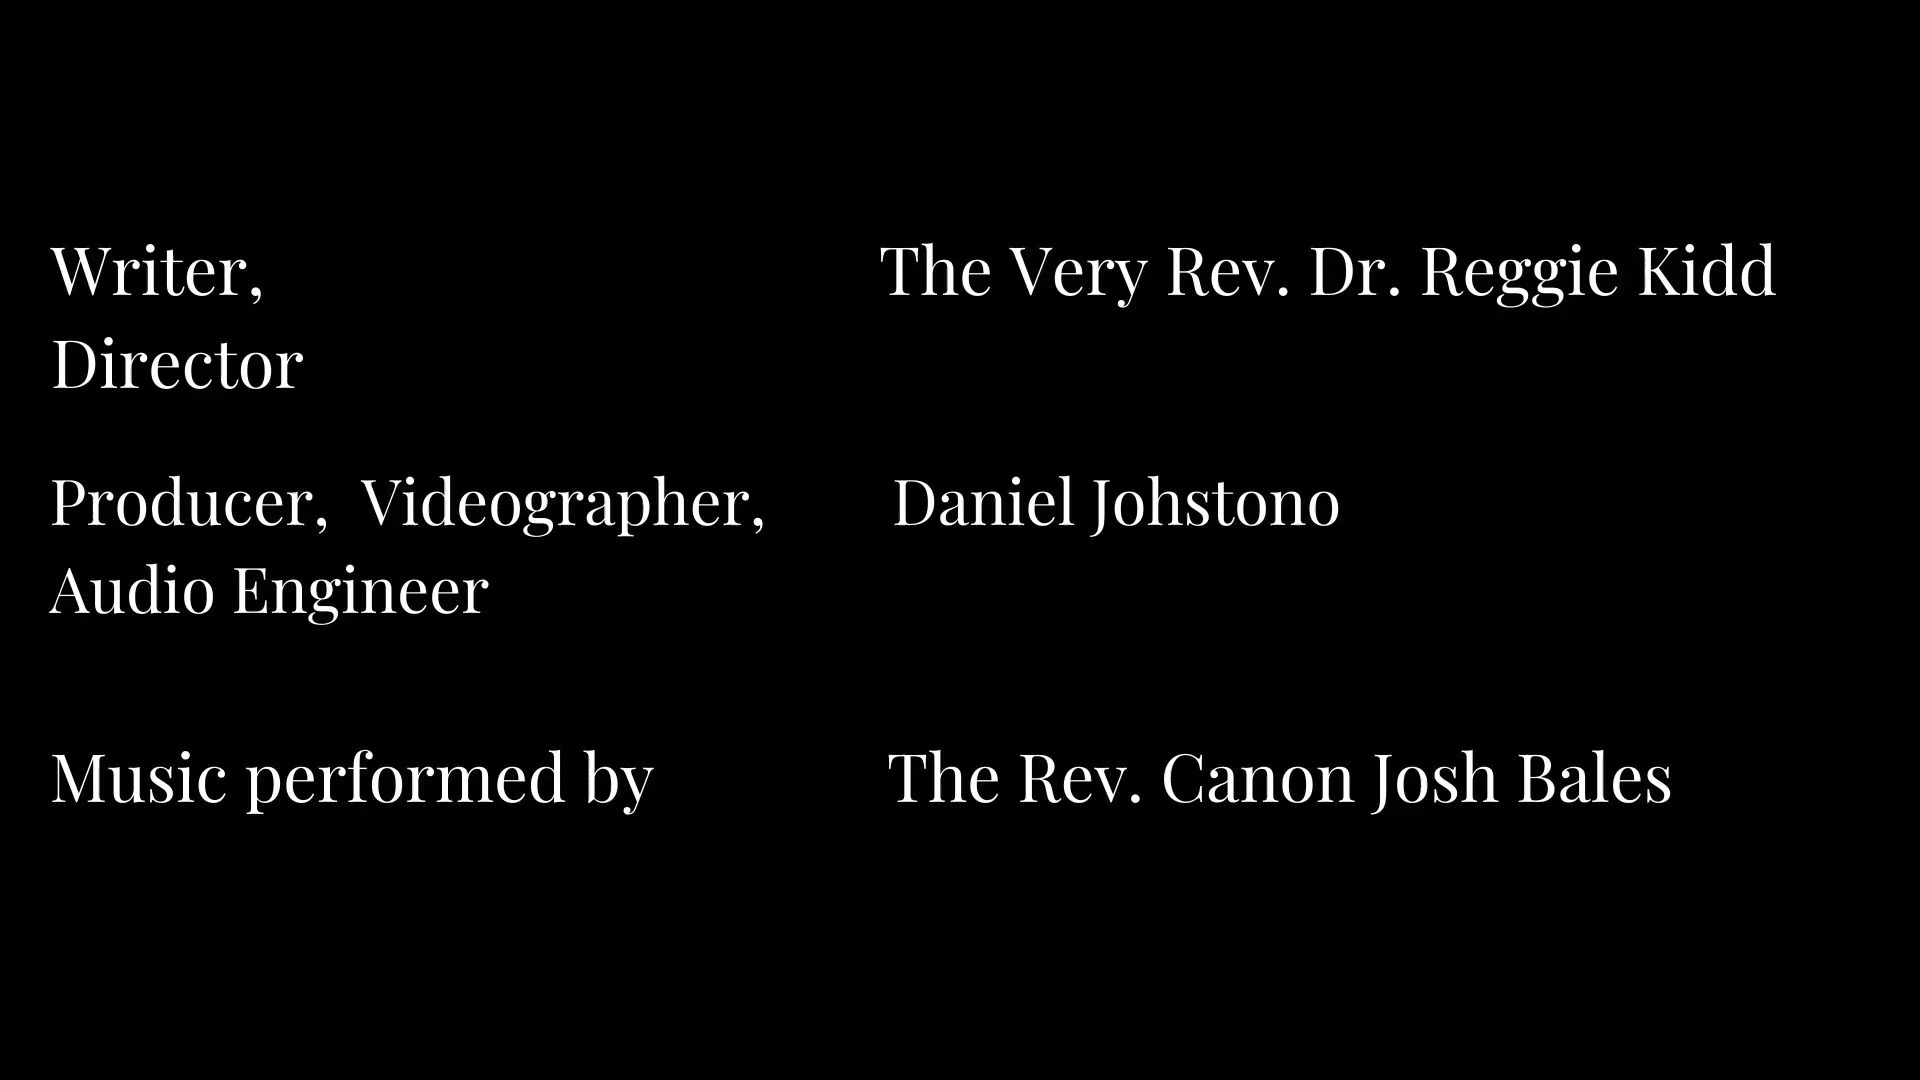 Writer, The Very Rev. Dr. Reggie Kidd
Director
Producer, Videographer, Daniel Johstono
Audio Engineer
Music performed by The Rev. Canon Josh Bales